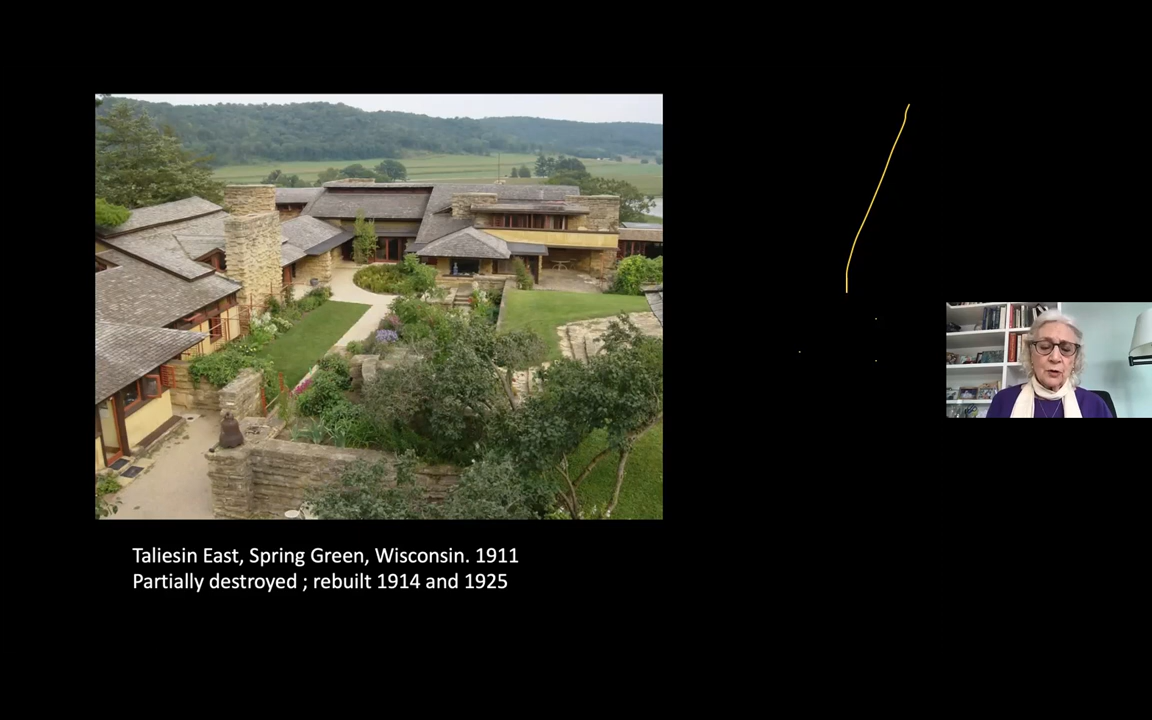 Taliesin East, Spring Green, Wisconsin. 1911
Partially destroyed ; rebuilt 1914 and 1925